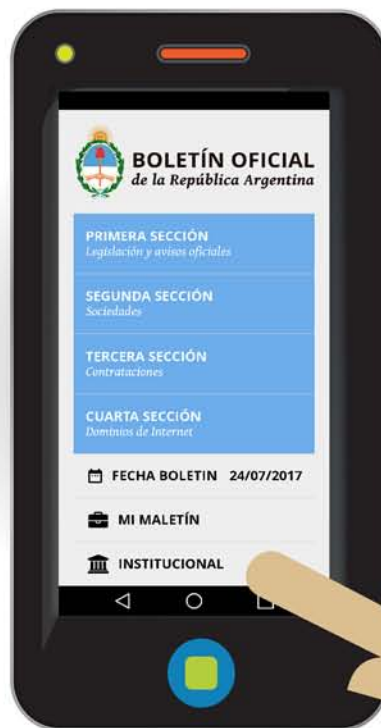 BOLETÍN OFICIAL
de la República Argentina
PRIMERA SECCIÓN
Legislación y avisos oficiales
SEGUNDA SECCIÓN
Sociedades
TERCERA SECCIÓN
Contrataciones
CUARTA SECCIÓN
Dominios de Internet
FECHA BOLETIN 24/07/2017
MI MALETÍN
INSTITUCIONAL